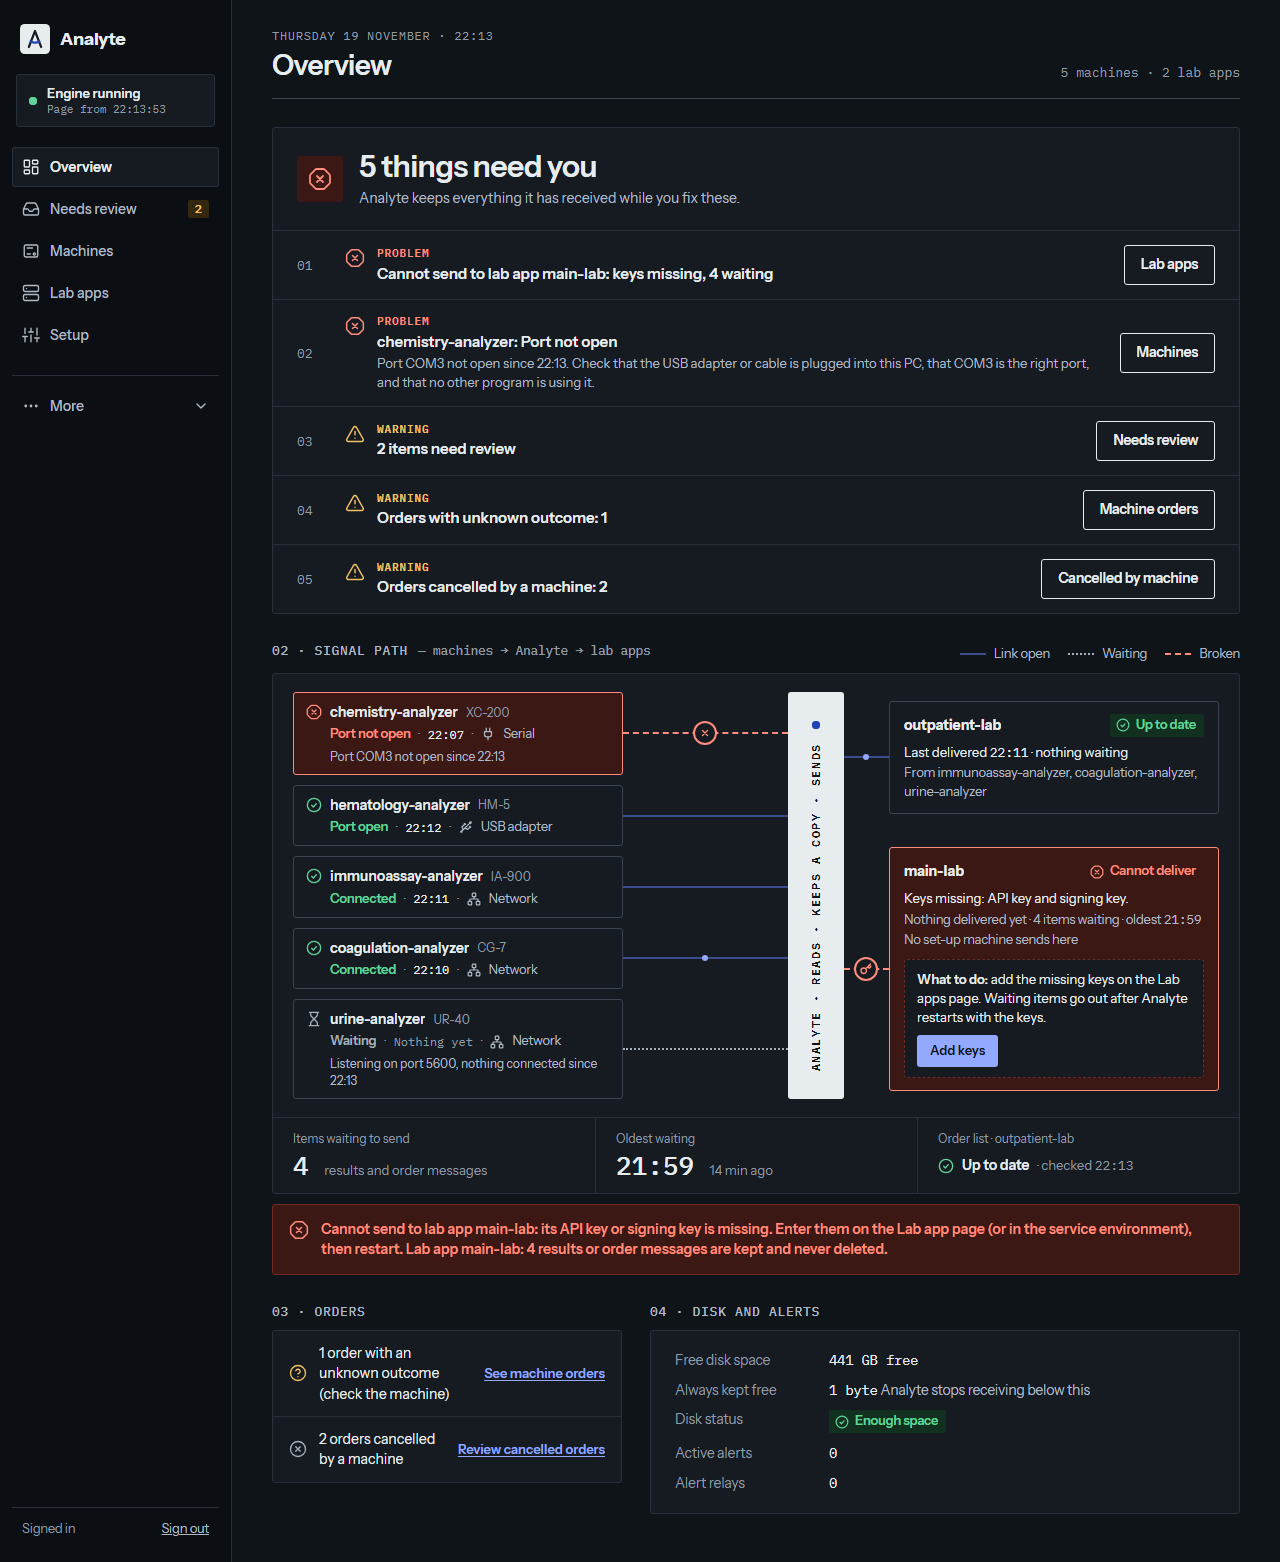 Analyte
Engine running
Page from 22:13:53
Overview
Needs review 2
Machines
Lab apps
Setup
More
Signed in Sign out
THURSDAY 19 NOVEMBER · 22:13
Overview
5 machines · 2 lab apps
5 things need you
Analyte keeps everything it has received while you fix these.
01
PROBLEM
Cannot send to lab app main-lab: keys missing, 4 waiting
Lab apps
02
PROBLEM
chemistry-analyzer: Port not open
Port COM3 not open since 22:13. Check that the USB adapter or cable is plugged into this PC, that COM3 is the right port,
and that no other program is using it.
Machines
03
WARNING
2 items need review
Needs review
04
WARNING
Orders with unknown outcome: 1
Machine orders
05
WARNING
Orders cancelled by a machine: 2
Cancelled by machine
02 · SIGNAL PATH — machines → Analyte → lab apps
Link open Waiting Broken
chemistry-analyzer XC-200
Port not open · 22:07 · Serial
Port COM3 not open since 22:13
hematology-analyzer HM-5
Port open · 22:12 · USB adapter
immunoassay-analyzer IA-900
Connected · 22:11 · Network
coagulation-analyzer CG-7
Connected · 22:10 · Network
urine-analyzer UR-40
Waiting · Nothing yet · Network
Listening on port 5600, nothing connected since
22:13
ANALYTE · READS · KEEPS A COPY · SENDS
outpatient-lab Up to date
Last delivered 22:11 · nothing waiting
From immunoassay-analyzer, coagulation-analyzer,
urine-analyzer
main-lab Cannot deliver
Keys missing: API key and signing key.
Nothing delivered yet · 4 items waiting · oldest 21:59
No set-up machine sends here
What to do: add the missing keys on the Lab
apps page. Waiting items go out after Analyte
restarts with the keys.
Add keys
Items waiting to send
4 results and order messages
Oldest waiting
21:59 14 min ago
Order list · outpatient-lab
Up to date · checked 22:13
Cannot send to lab app main-lab: its API key or signing key is missing. Enter them on the Lab app page (or in the service environment),
then restart. Lab app main-lab: 4 results or order messages are kept and never deleted.
03 · ORDERS
1 order with an
unknown outcome
(check the machine)
See machine orders
2 orders cancelled
by a machine
Review cancelled orders
04 · DISK AND ALERTS
Free disk space 441 GB free
Always kept free 1 byte Analyte stops receiving below this
Disk status Enough space
Active alerts 0
Alert relays 0